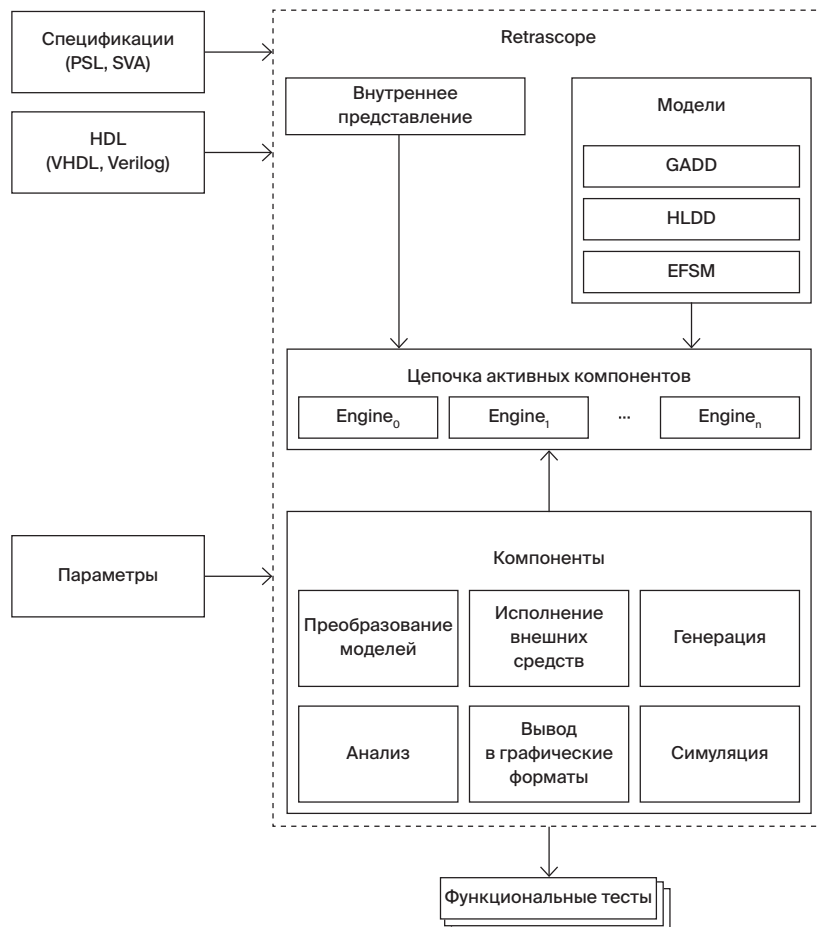 Спецификации
(PSL, SVA)
Retrascope
HDL
(VHDL, Verilog)
Внутреннее
представление
Модели
GADD
HLDD
EFSM
Цепочка активных компонентов
Engine₀ Engine₁ ... Engineₙ
Параметры
Компоненты
Преобразование
моделей
Исполнение
внешних
средств
Генерация
Анализ
Вывод
в графические
форматы
Симуляция
Функциональные тесты